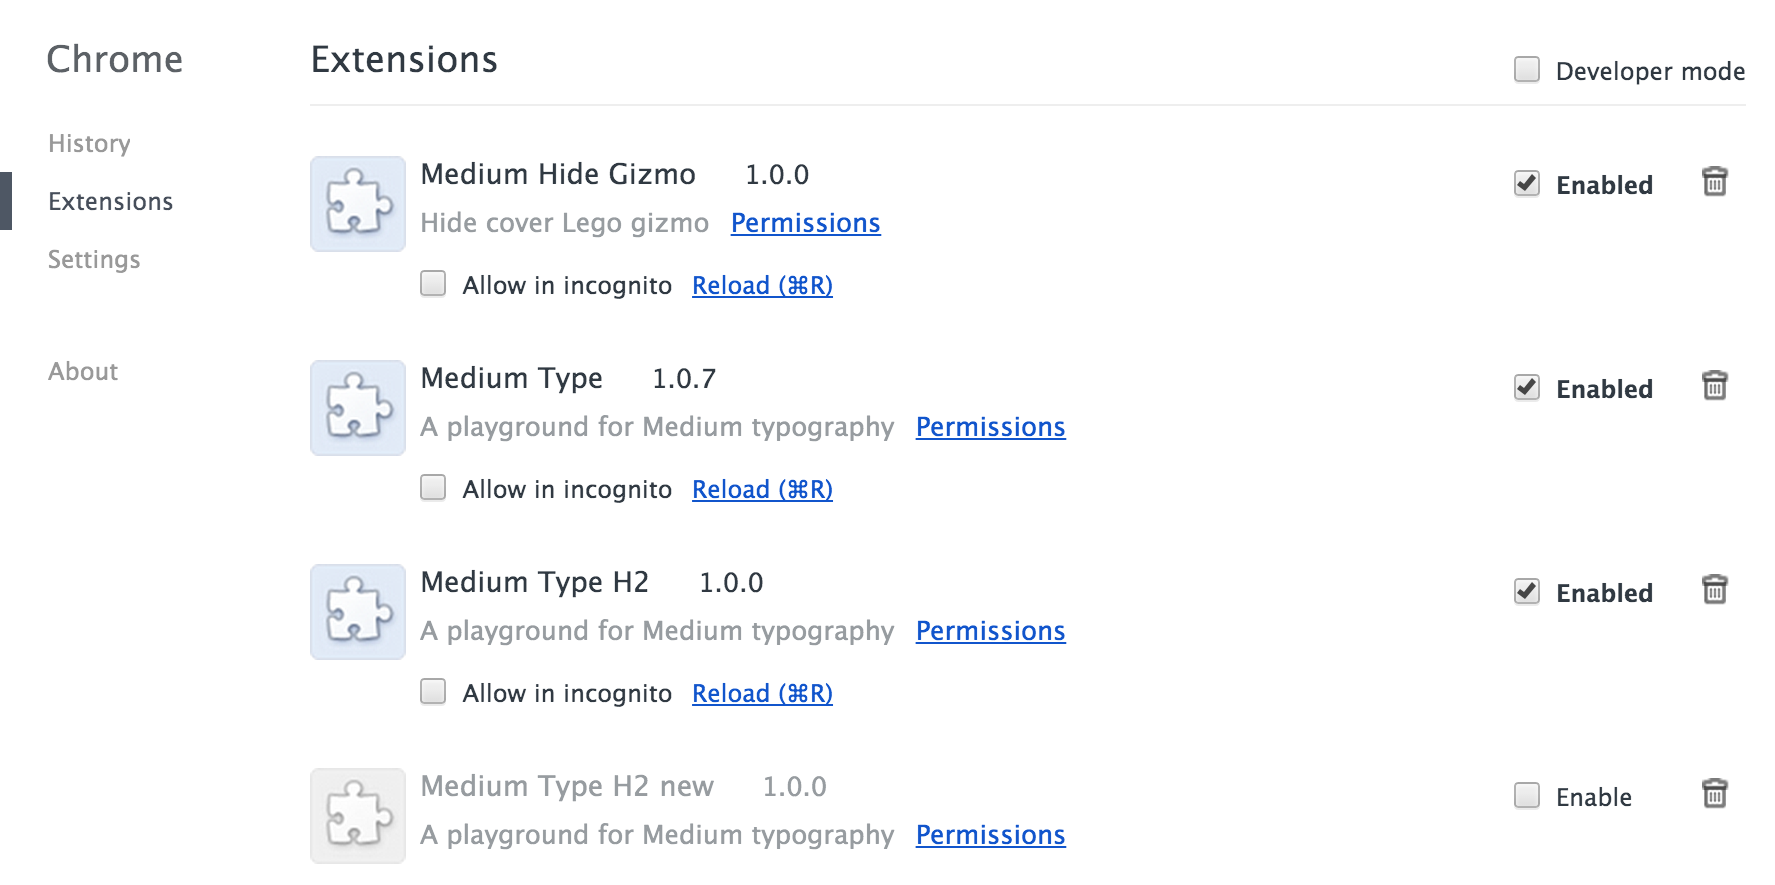 Chrome
History
Extensions
Settings
About
Extensions
Developer mode
Medium Hide Gizmo 1.0.0
Enabled
Hide cover Lego gizmo Permissions
Allow in incognito Reload (⌘R)
Medium Type 1.0.7
Enabled
A playground for Medium typography Permissions
Allow in incognito Reload (⌘R)
Medium Type H2 1.0.0
Enabled
A playground for Medium typography Permissions
Allow in incognito Reload (⌘R)
Medium Type H2 new 1.0.0
Enable
A playground for Medium typography Permissions